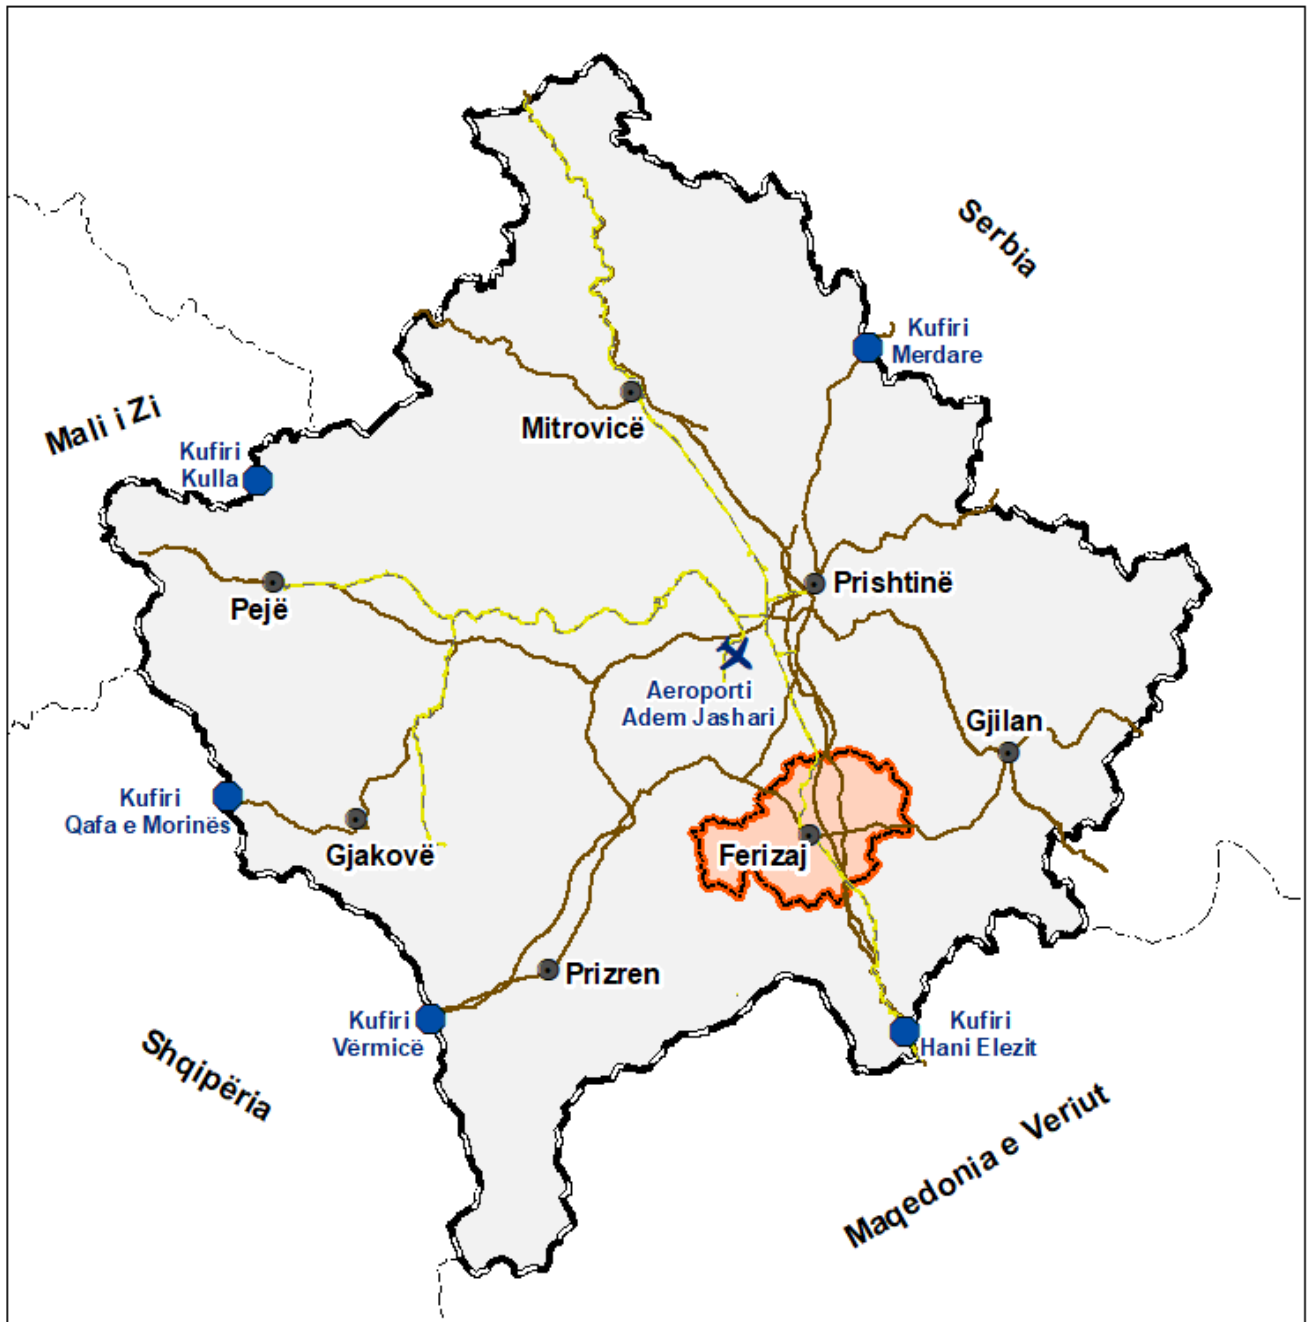 Serbia
Kufiri
Merdare
Mali i Zi
Mitrovicë
Kufiri
Kulla
Prishtinë
Pejë
Aeroporti
Adem Jashari
Gjilan
Kufiri
Qafa e Morinës
Gjakovë
Ferizaj
Prizren
Kufiri
Vërmicë
Kufiri
Hani Elezit
Shqipëria
Maqedonia e Veriut